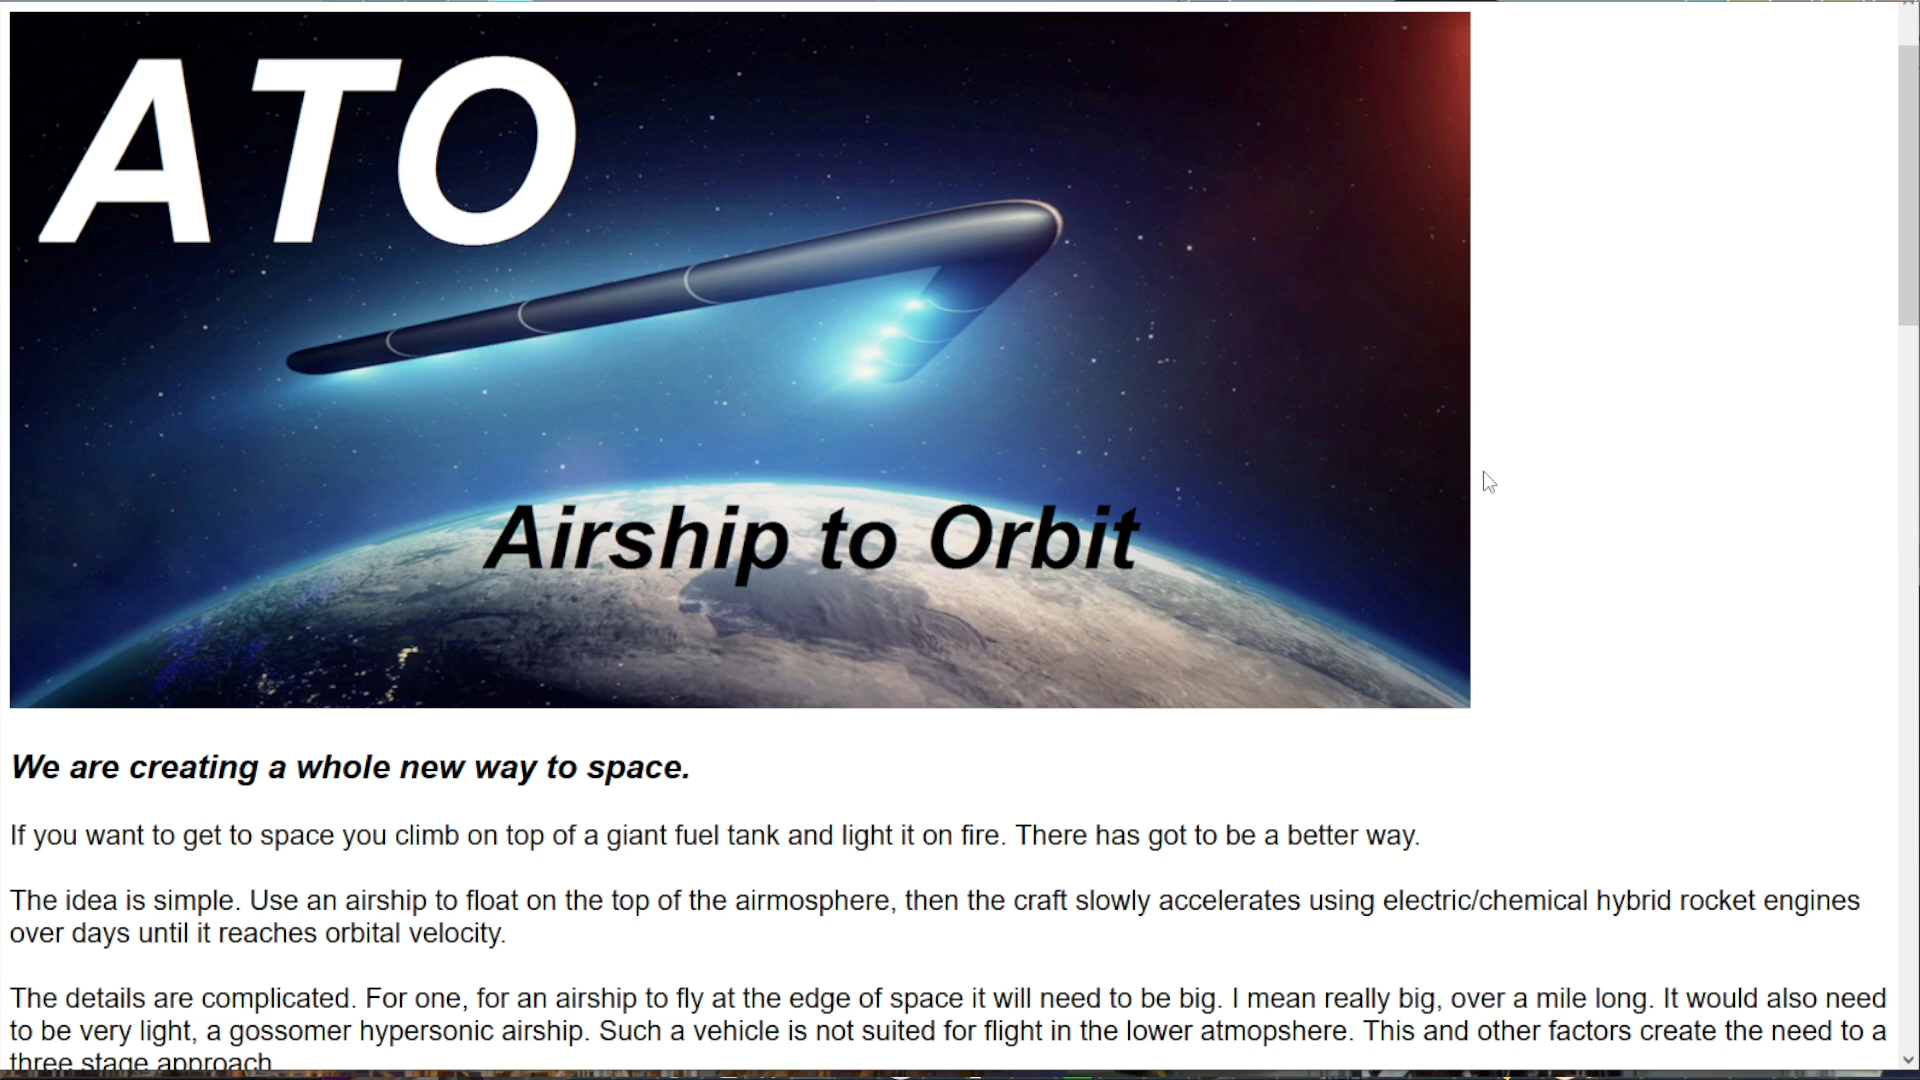 ATO
Airship to Orbit
We are creating a whole new way to space.
If you want to get to space you climb on top of a giant fuel tank and light it on fire. There has got to be a better way.
The idea is simple. Use an airship to float on the top of the airmosphere, then the craft slowly accelerates using electric/chemical hybrid rocket engines
over days until it reaches orbital velocity.
The details are complicated. For one, for an airship to fly at the edge of space it will need to be big. I mean really big, over a mile long. It would also need
to be very light, a gossomer hypersonic airship. Such a vehicle is not suited for flight in the lower atmopshere. This and other factors create the need to a
three stage approach